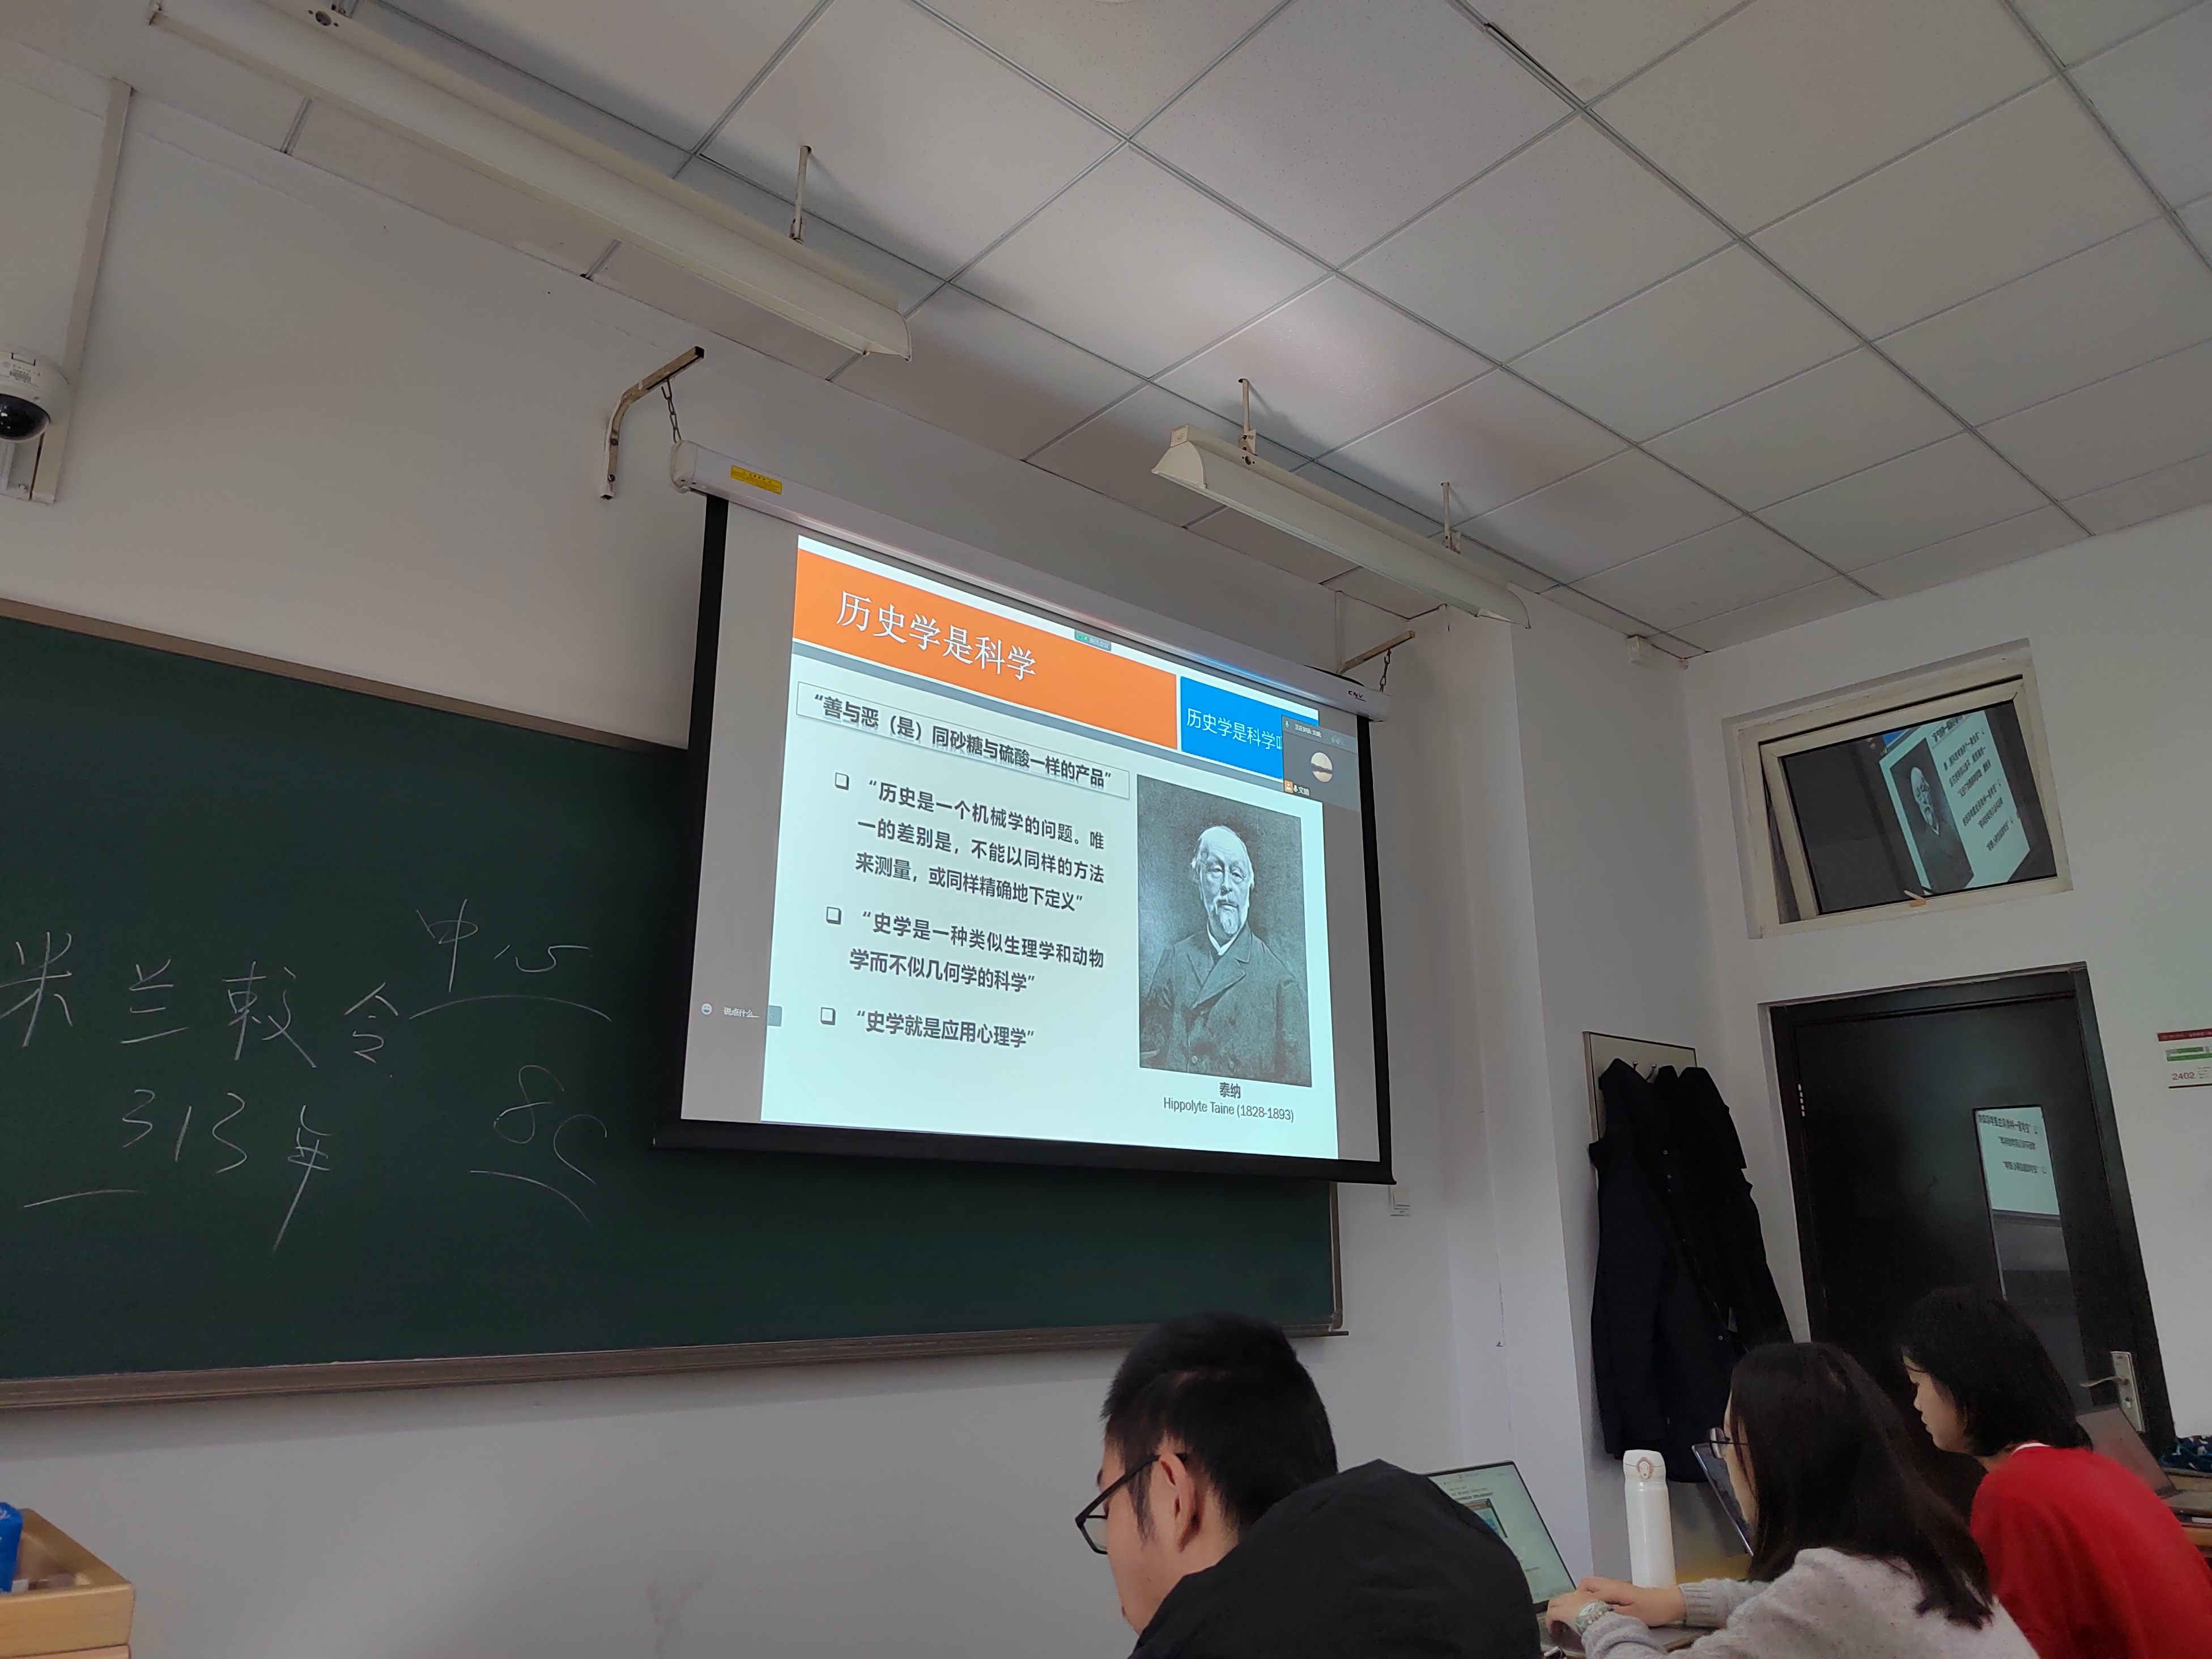 历史学是科学
历史学是科学
“善与恶（是）同砂糖与硫酸一样的产品”
“历史是一个机械学的问题。唯
一的差别是，不能以同样的方法
来测量，或同样精确地下定义”
“史学是一种类似生理学和动物
学而不似几何学的科学”
“史学就是应用心理学”
泰纳
Hippolyte Taine (1828-1893)
说点什么...
中心
米兰敕令
313年
2402